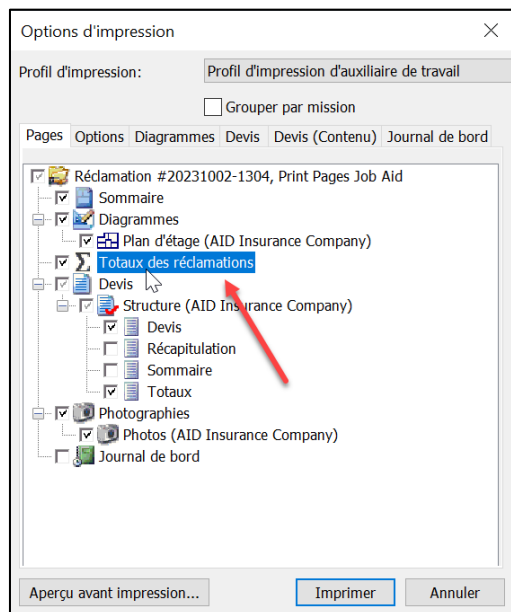 Options d'impression
Profil d'impression: Profil d'impression d'auxiliaire de travail
Grouper par mission
Pages Options Diagrammes Devis Devis (Contenu) Journal de bord
Réclamation #20231002-1304, Print Pages Job Aid
Sommaire
Diagrammes
Plan d'étage (AID Insurance Company)
Totaux des réclamations
Devis
Structure (AID Insurance Company)
Devis
Récapitulation
Sommaire
Totaux
Photographies
Photos (AID Insurance Company)
Journal de bord
Aperçu avant impression... Imprimer Annuler